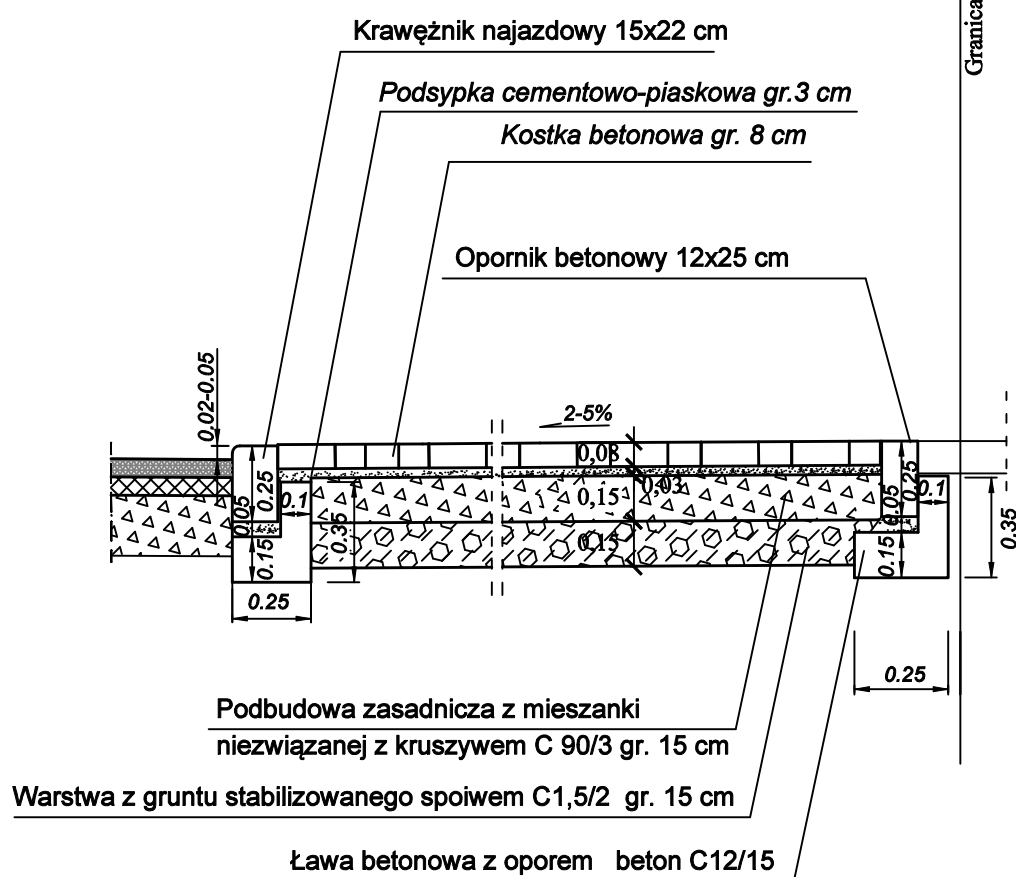 Krawężnik najazdowy 15x22 cm
Granica
Podsypka cementowo-piaskowa gr.3 cm
Kostka betonowa gr. 8 cm
Opornik betonowy 12x25 cm
0,02-0.05
2-5%
0,08
0,03
0,15
0,15
0.05
0.25
0.1
0.15
0.35
0.25
0.25
0.05
0.1
0.15
0.35
0.25
Podbudowa zasadnicza z mieszanki
niezwiązanej z kruszywem C 90/3 gr. 15 cm
Warstwa z gruntu stabilizowanego spoiwem C1,5/2 gr. 15 cm
Ława betonowa z oporem beton C12/15